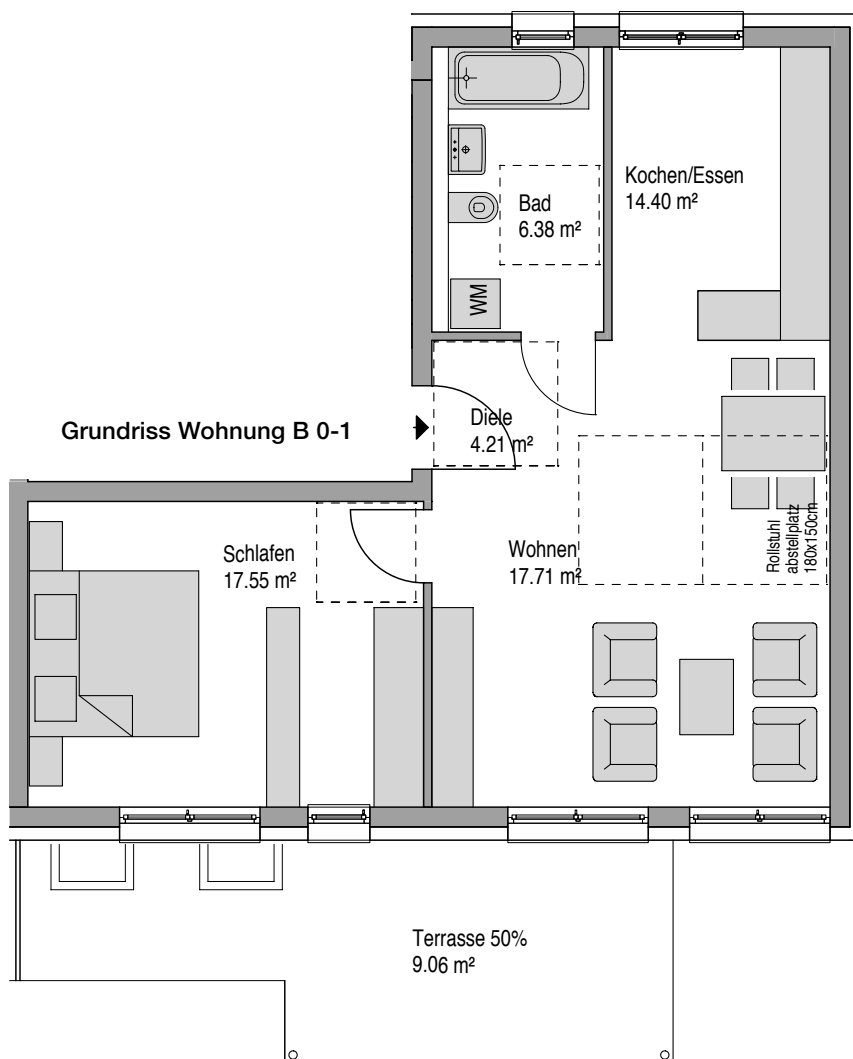 Kochen/Essen
14.40 m²
Bad
6.38 m²
WM
Diele
4.21 m²
Grundriss Wohnung B 0-1
Schlafen
17.55 m²
Wohnen
17.71 m²
Rollstuhl
abstellplatz
180x150cm
Terrasse 50%
9.06 m²